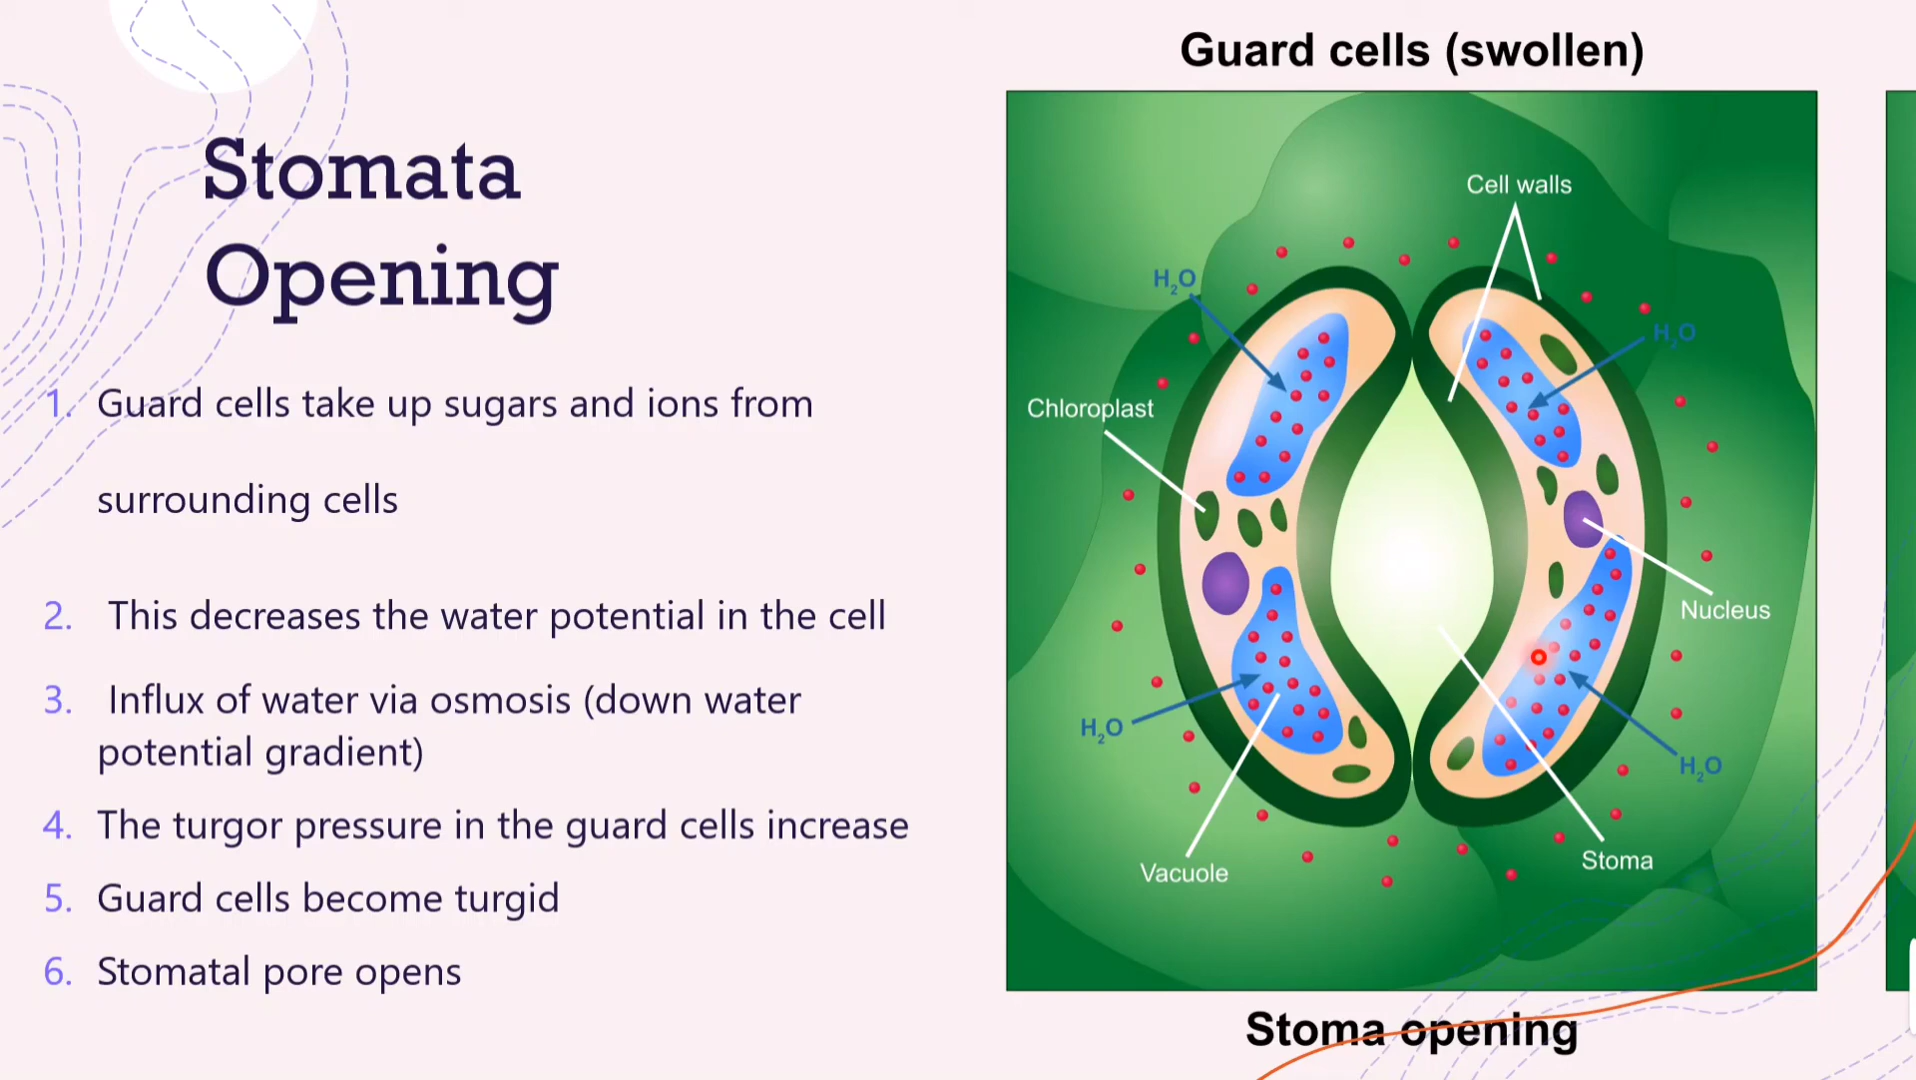 Guard cells (swollen)
Stomata
Opening
1. Guard cells take up sugars and ions from
surrounding cells
2. This decreases the water potential in the cell
3. Influx of water via osmosis (down water
potential gradient)
4. The turgor pressure in the guard cells increase
5. Guard cells become turgid
6. Stomatal pore opens
Cell walls
H₂O
H₂O
Chloroplast
Nucleus
H₂O
H₂O
Vacuole
Stoma
Stoma opening